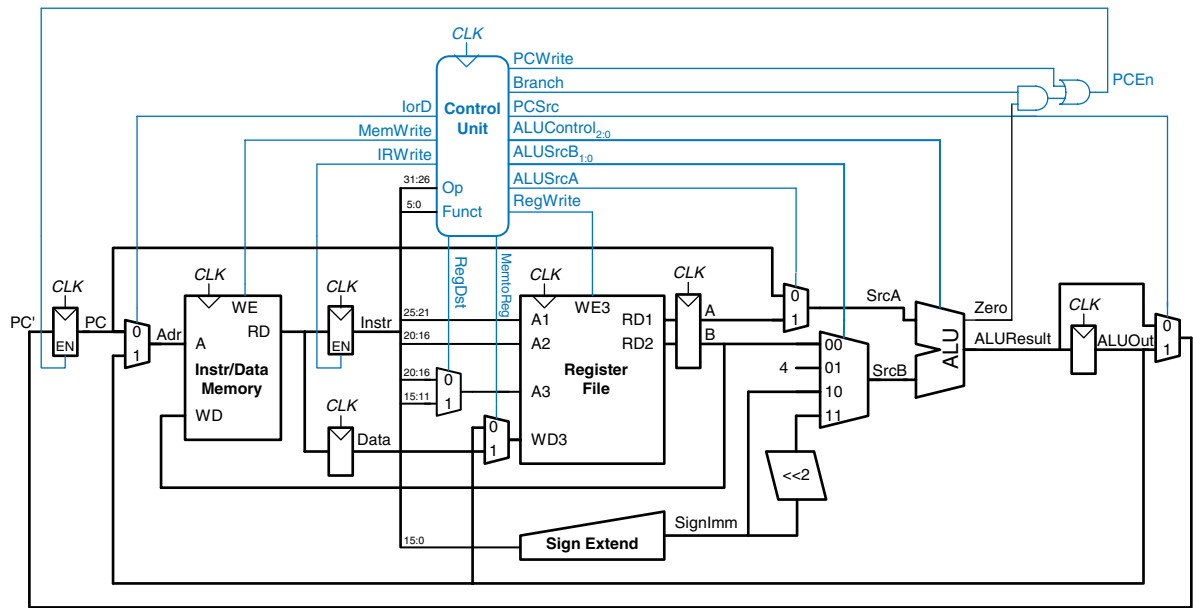 CLK
PCWrite
Branch
PCEn
IorD
Control
Unit
PCSrc
MemWrite
ALUControl2:0
IRWrite
ALUSrcB1:0
31:26
Op
ALUSrcA
5:0
Funct
RegWrite
RegDst
MemtoReg
CLK
CLK
CLK
CLK
CLK
CLK
PC'
EN
PC
0
1
Adr
WE
A
RD
Instr/Data
Memory
WD
EN
Instr
25:21
20:16
20:16
15:11
0
1
CLK
Data
0
1
WE3
A1
A2
A3
WD3
RD1
RD2
Register
File
A
B
0
1
SrcA
4
00
01
10
11
SrcB
<<2
ALU
Zero
ALUResult
ALUOut
0
1
15:0
Sign Extend
SignImm